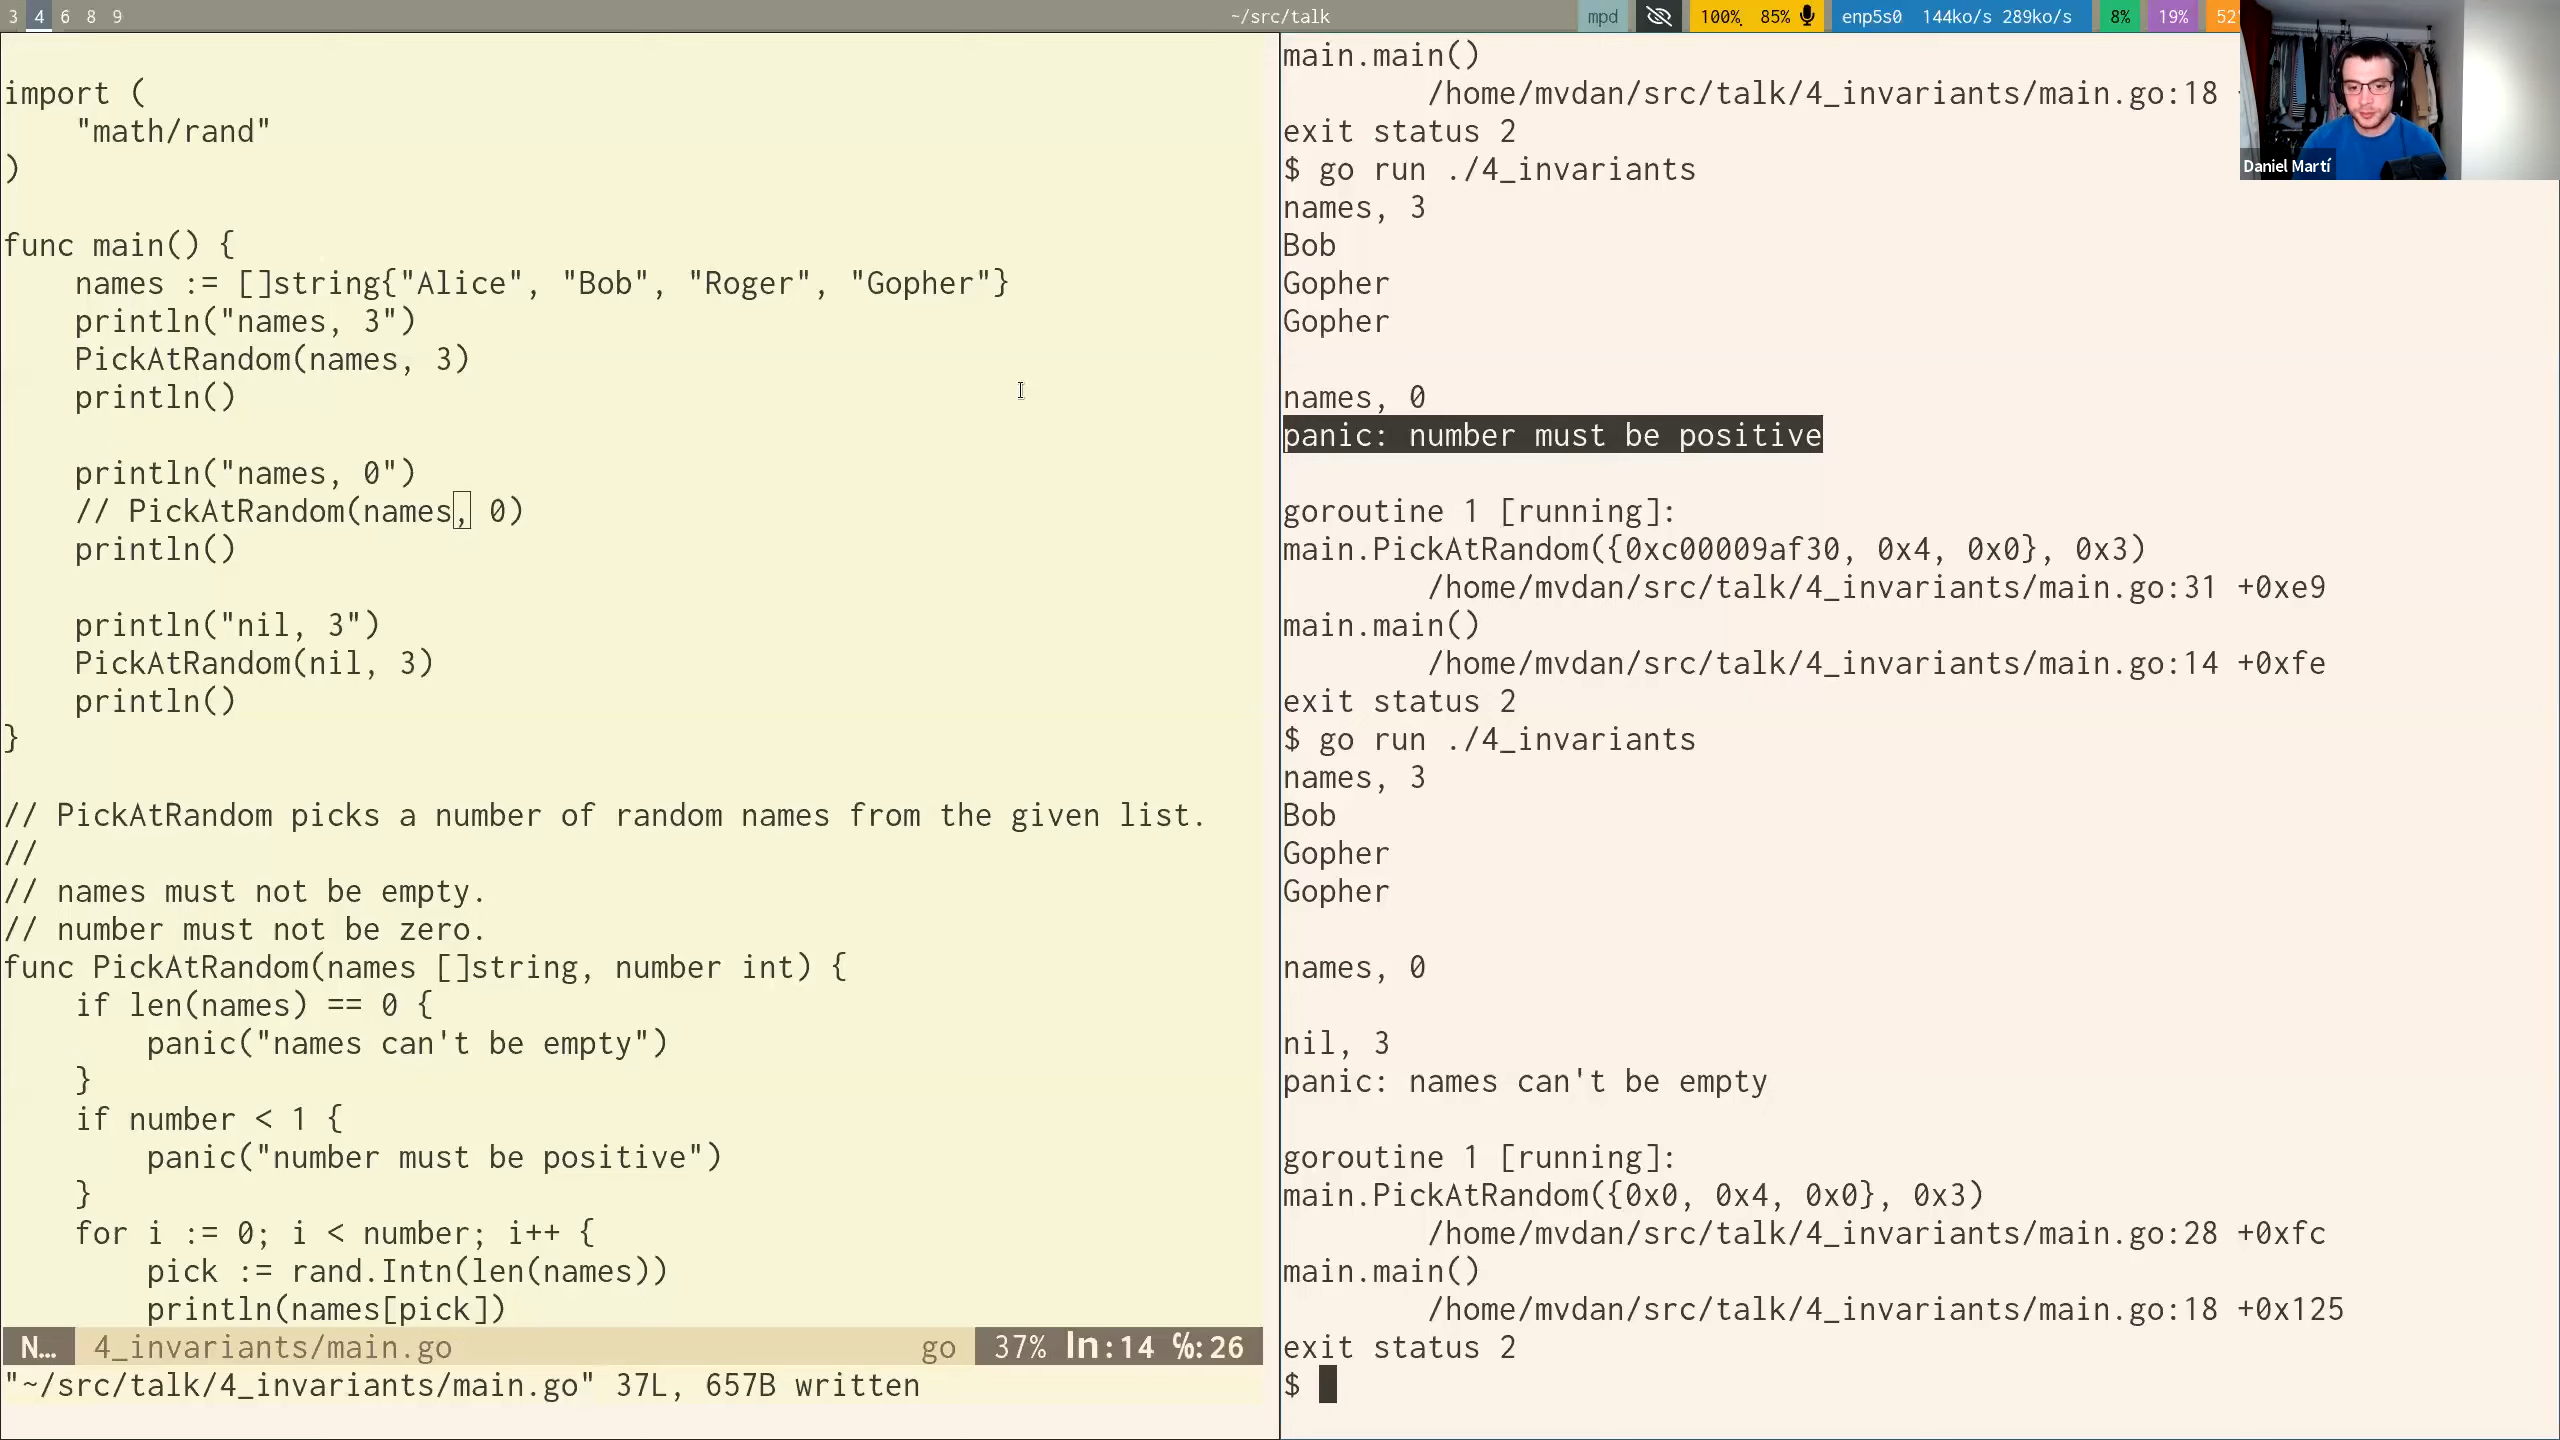 3 4 6 8 9
~/src/talk
mpd
100% 85%
enp5s0 144ko/s 289ko/s
8%
19%
52
import (
"math/rand"
)
func main() {
names := []string{"Alice", "Bob", "Roger", "Gopher"}
println("names, 3")
PickAtRandom(names, 3)
println()
println("names, 0")
// PickAtRandom(names, 0)
println()
println("nil, 3")
PickAtRandom(nil, 3)
println()
}
// PickAtRandom picks a number of random names from the given list.
//
// names must not be empty.
// number must not be zero.
func PickAtRandom(names []string, number int) {
if len(names) == 0 {
panic("names can't be empty")
}
if number < 1 {
panic("number must be positive")
}
for i := 0; i < number; i++ {
pick := rand.Intn(len(names))
println(names[pick])
N… 4_invariants/main.go go 37% ln:14 ℅:26
"~/src/talk/4_invariants/main.go" 37L, 657B written
main.main()
/home/mvdan/src/talk/4_invariants/main.go:18
exit status 2
$ go run ./4_invariants
names, 3
Bob
Gopher
Gopher
names, 0
panic: number must be positive
goroutine 1 [running]:
main.PickAtRandom({0xc00009af30, 0x4, 0x0}, 0x3)
/home/mvdan/src/talk/4_invariants/main.go:31 +0xe9
main.main()
/home/mvdan/src/talk/4_invariants/main.go:14 +0xfe
exit status 2
$ go run ./4_invariants
names, 3
Bob
Gopher
Gopher
names, 0
nil, 3
panic: names can't be empty
goroutine 1 [running]:
main.PickAtRandom({0x0, 0x4, 0x0}, 0x3)
/home/mvdan/src/talk/4_invariants/main.go:28 +0xfc
main.main()
/home/mvdan/src/talk/4_invariants/main.go:18 +0x125
exit status 2
$
Daniel Martí